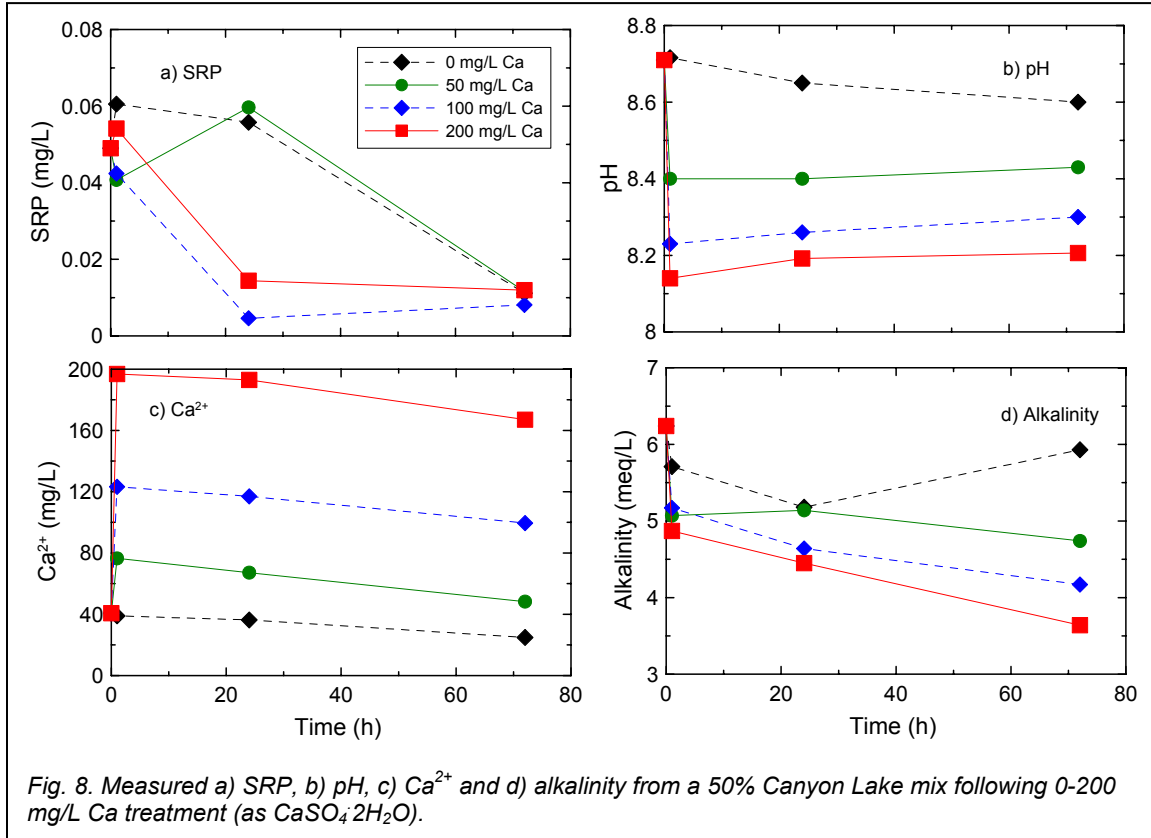 0.08
0.06
0.04
0.02
0
SRP (mg/L)
a) SRP
0 mg/L Ca
50 mg/L Ca
100 mg/L Ca
200 mg/L Ca
8.8
8.6
8.4
8.2
8
pH
b) pH
200
160
120
80
40
0
Ca2+ (mg/L)
c) Ca2+
0 20 40 60 80
Time (h)
7
6
5
4
3
Alkalinity (meq/L)
d) Alkalinity
0 20 40 60 80
Time (h)
Fig. 8. Measured a) SRP, b) pH, c) Ca2+ and d) alkalinity from a 50% Canyon Lake mix following 0-200
mg/L Ca treatment (as CaSO4·2H2O).